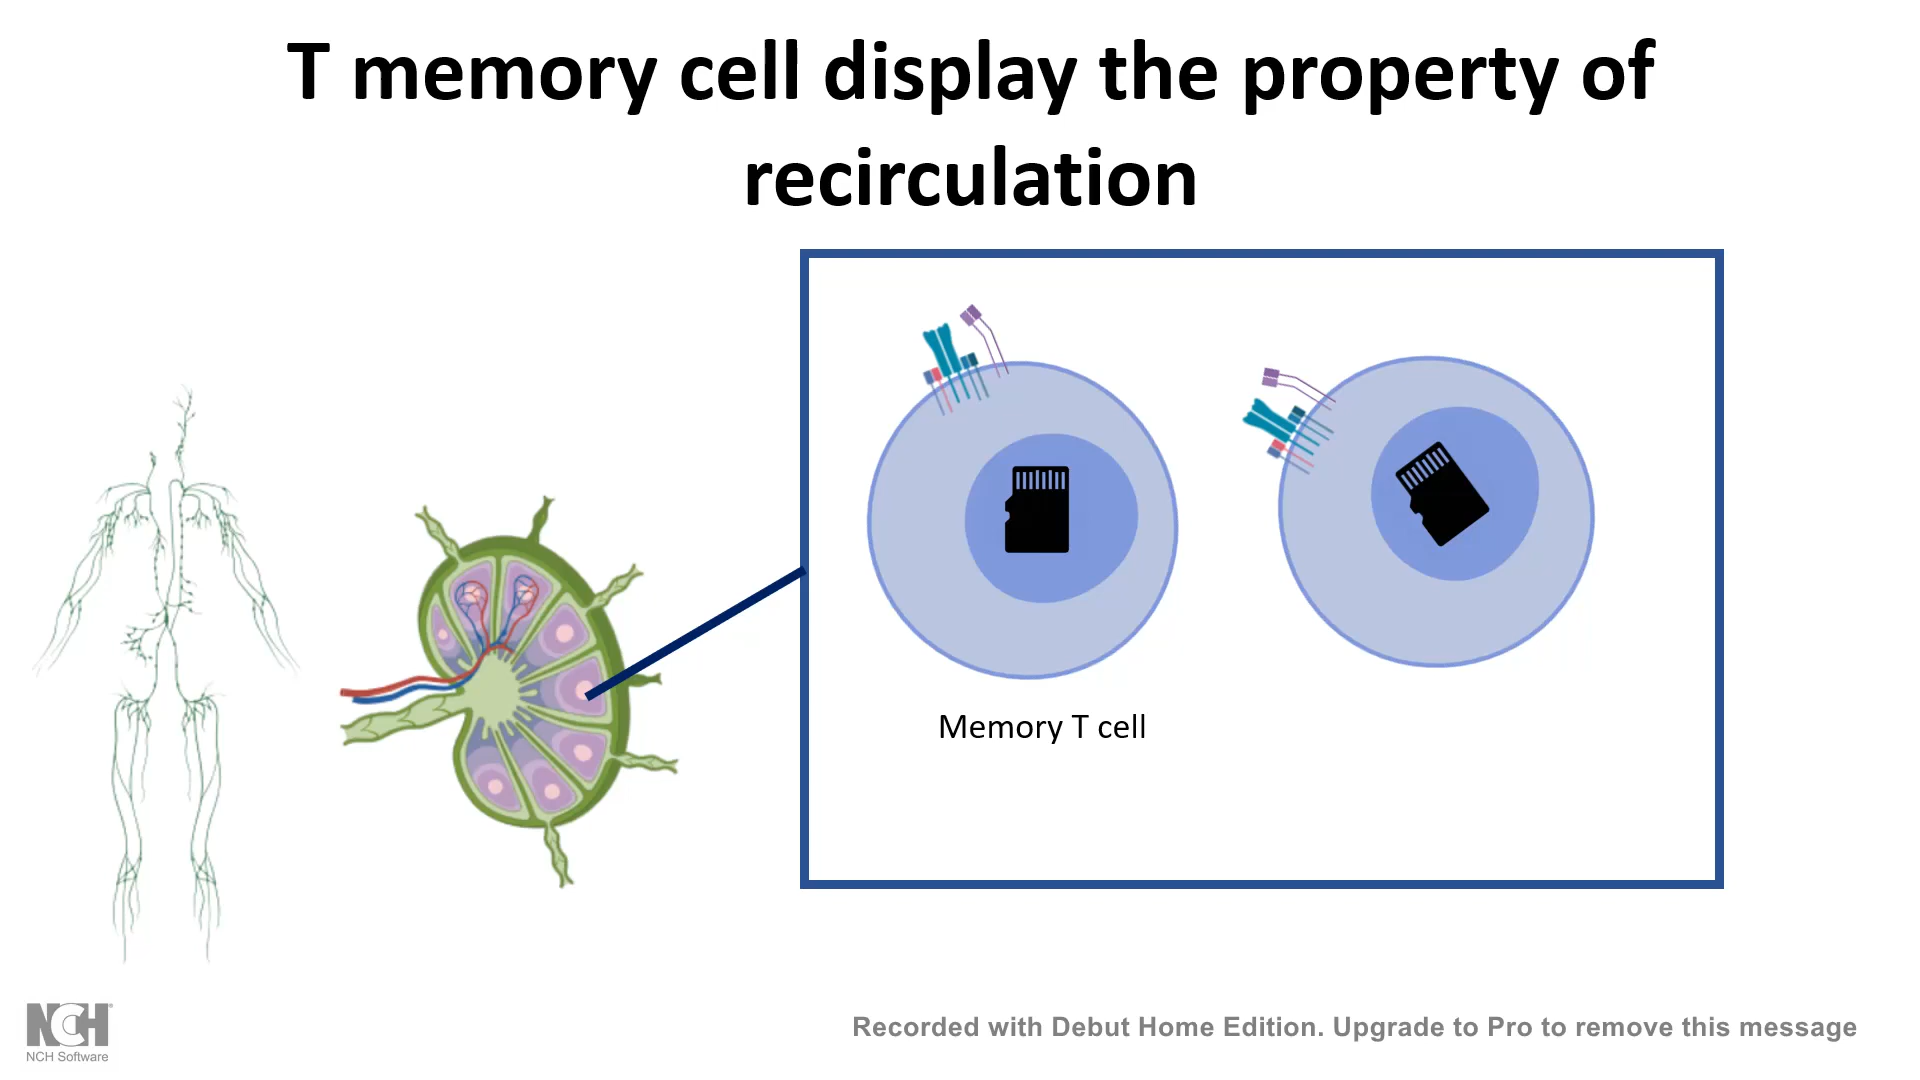 T memory cell display the property of
recirculation
Memory T cell
NCH
NCH Software
Recorded with Debut Home Edition. Upgrade to Pro to remove this message